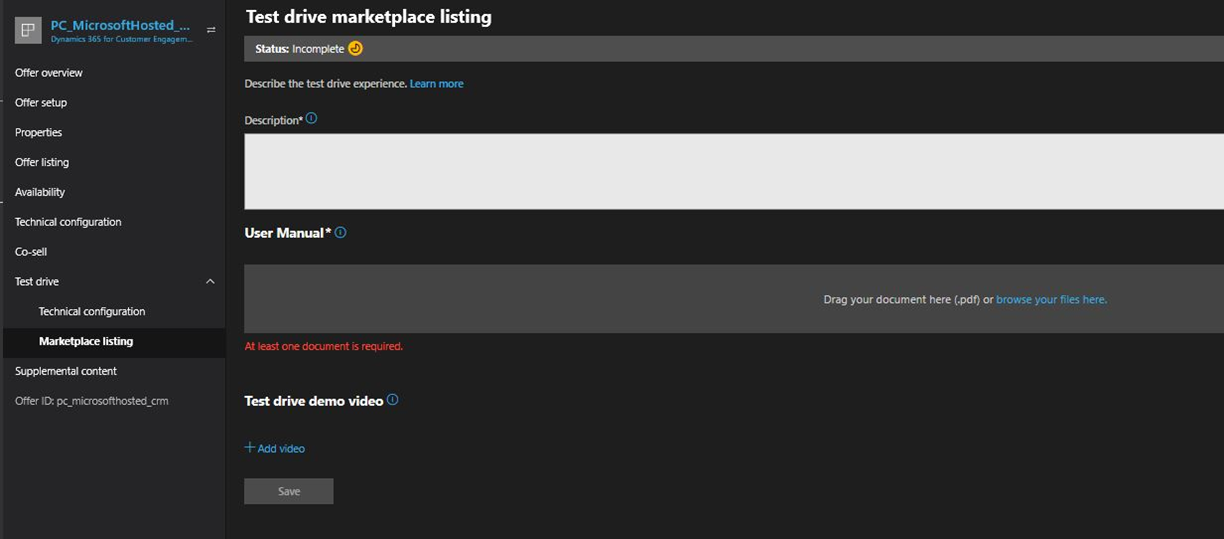 PC_MicrosoftHosted_...
Dynamics 365 for Customer Engagem...
Offer overview
Offer setup
Properties
Offer listing
Availability
Technical configuration
Co-sell
Test drive
Technical configuration
Marketplace listing
Supplemental content
Offer ID: pc_microsofthosted_crm
Test drive marketplace listing
Status: Incomplete
Describe the test drive experience. Learn more
Description*
User Manual*
Drag your document here (.pdf) or browse your files here.
At least one document is required.
Test drive demo video
+ Add video
Save